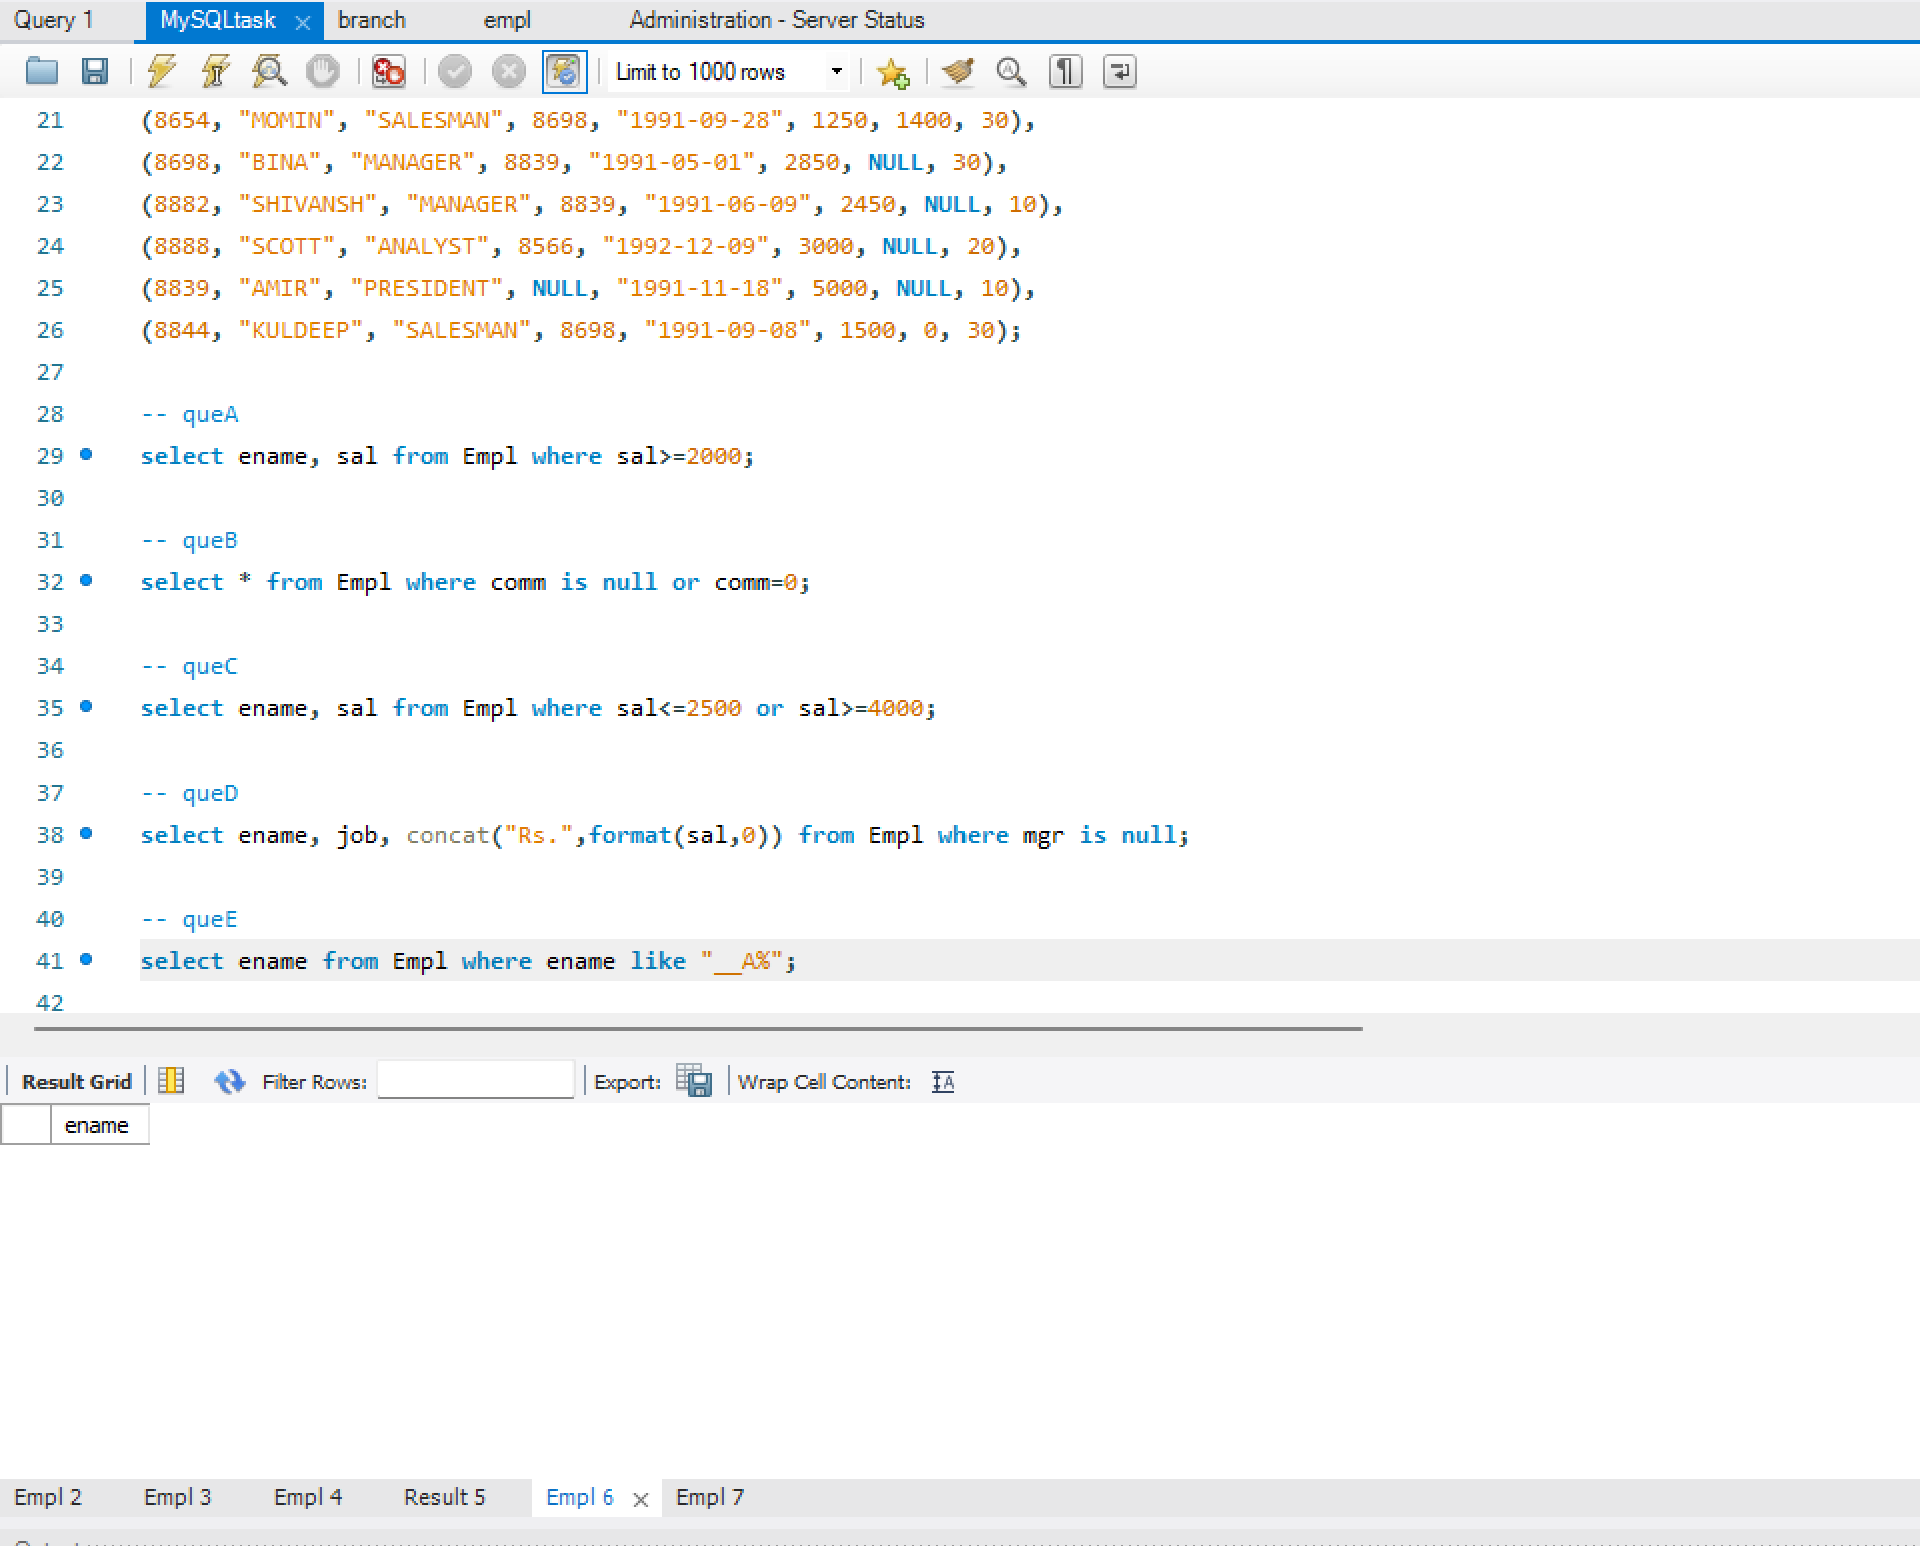 Query 1 MySQLtask branch empl Administration - Server Status
Limit to 1000 rows
21 (8654, "MOMIN", "SALESMAN", 8698, "1991-09-28", 1250, 1400, 30),
22 (8698, "BINA", "MANAGER", 8839, "1991-05-01", 2850, NULL, 30),
23 (8882, "SHIVANSH", "MANAGER", 8839, "1991-06-09", 2450, NULL, 10),
24 (8888, "SCOTT", "ANALYST", 8566, "1992-12-09", 3000, NULL, 20),
25 (8839, "AMIR", "PRESIDENT", NULL, "1991-11-18", 5000, NULL, 10),
26 (8844, "KULDEEP", "SALESMAN", 8698, "1991-09-08", 1500, 0, 30);
27
28 -- queA
29 select ename, sal from Empl where sal>=2000;
30
31 -- queB
32 select * from Empl where comm is null or comm=0;
33
34 -- queC
35 select ename, sal from Empl where sal<=2500 or sal>=4000;
36
37 -- queD
38 select ename, job, concat("Rs.",format(sal,0)) from Empl where mgr is null;
39
40 -- queE
41 select ename from Empl where ename like "__A%";
42
Result Grid Filter Rows: Export: Wrap Cell Content:
ename
Empl 2 Empl 3 Empl 4 Result 5 Empl 6 Empl 7